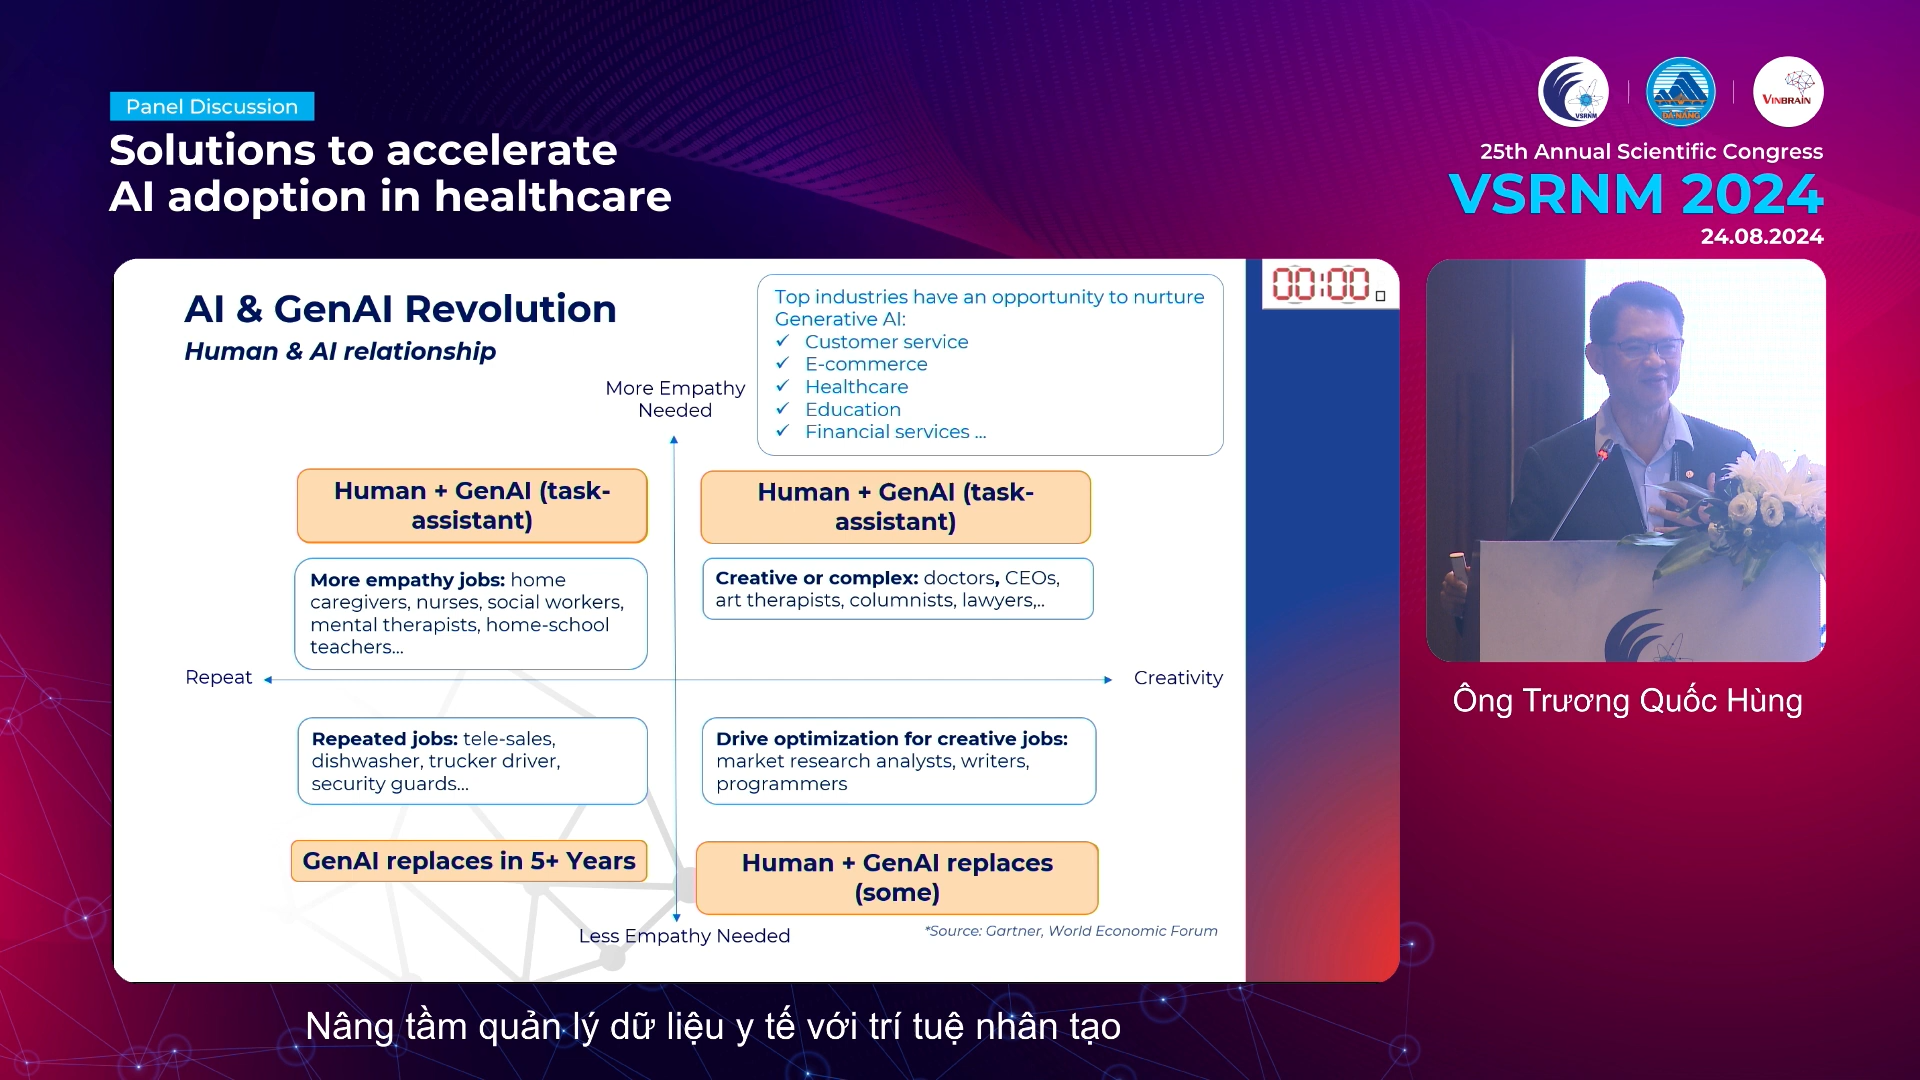 Panel Discussion
Solutions to accelerate
AI adoption in healthcare
VSRNM
DA NANG
VINBRAIN
25th Annual Scientific Congress
VSRNM 2024
24.08.2024
AI & GenAI Revolution
Human & AI relationship
Top industries have an opportunity to nurture
Generative AI:
✓ Customer service
✓ E-commerce
✓ Healthcare
✓ Education
✓ Financial services ...
00:00
More Empathy
Needed
Human + GenAI (task-
assistant)
Human + GenAI (task-
assistant)
More empathy jobs: home
caregivers, nurses, social workers,
mental therapists, home-school
teachers...
Creative or complex: doctors, CEOs,
art therapists, columnists, lawyers,..
Repeat
Creativity
Repeated jobs: tele-sales,
dishwasher, trucker driver,
security guards...
Drive optimization for creative jobs:
market research analysts, writers,
programmers
GenAI replaces in 5+ Years
Human + GenAI replaces
(some)
Less Empathy Needed
*Source: Gartner, World Economic Forum
Ông Trương Quốc Hùng
Nâng tầm quản lý dữ liệu y tế với trí tuệ nhân tạo